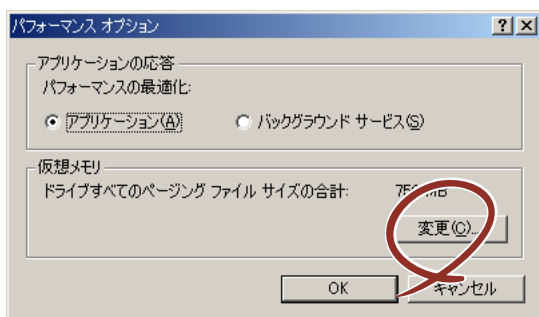 パフォーマンス オプション
アプリケーションの応答
パフォーマンスの最適化:
アプリケーション(A) バックグラウンド サービス(S)
仮想メモリ
ドライブすべてのページング ファイル サイズの合計: MB
変更(C)...
OK キャンセル